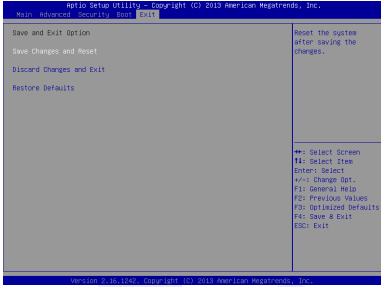 Aptio Setup Utility – Copyright (C) 2013 American Megatrends, Inc.
Main Advanced Security Boot Exit
Save and Exit Option
Save Changes and Reset
Discard Changes and Exit
Restore Defaults
Reset the system
after saving the
changes.
→←: Select Screen
↑↓: Select Item
Enter: Select
+/-: Change Opt.
F1: General Help
F2: Previous Values
F3: Optimized Defaults
F4: Save & Exit
ESC: Exit
Version 2.16.1242. Copyright (C) 2013 American Megatrends, Inc.